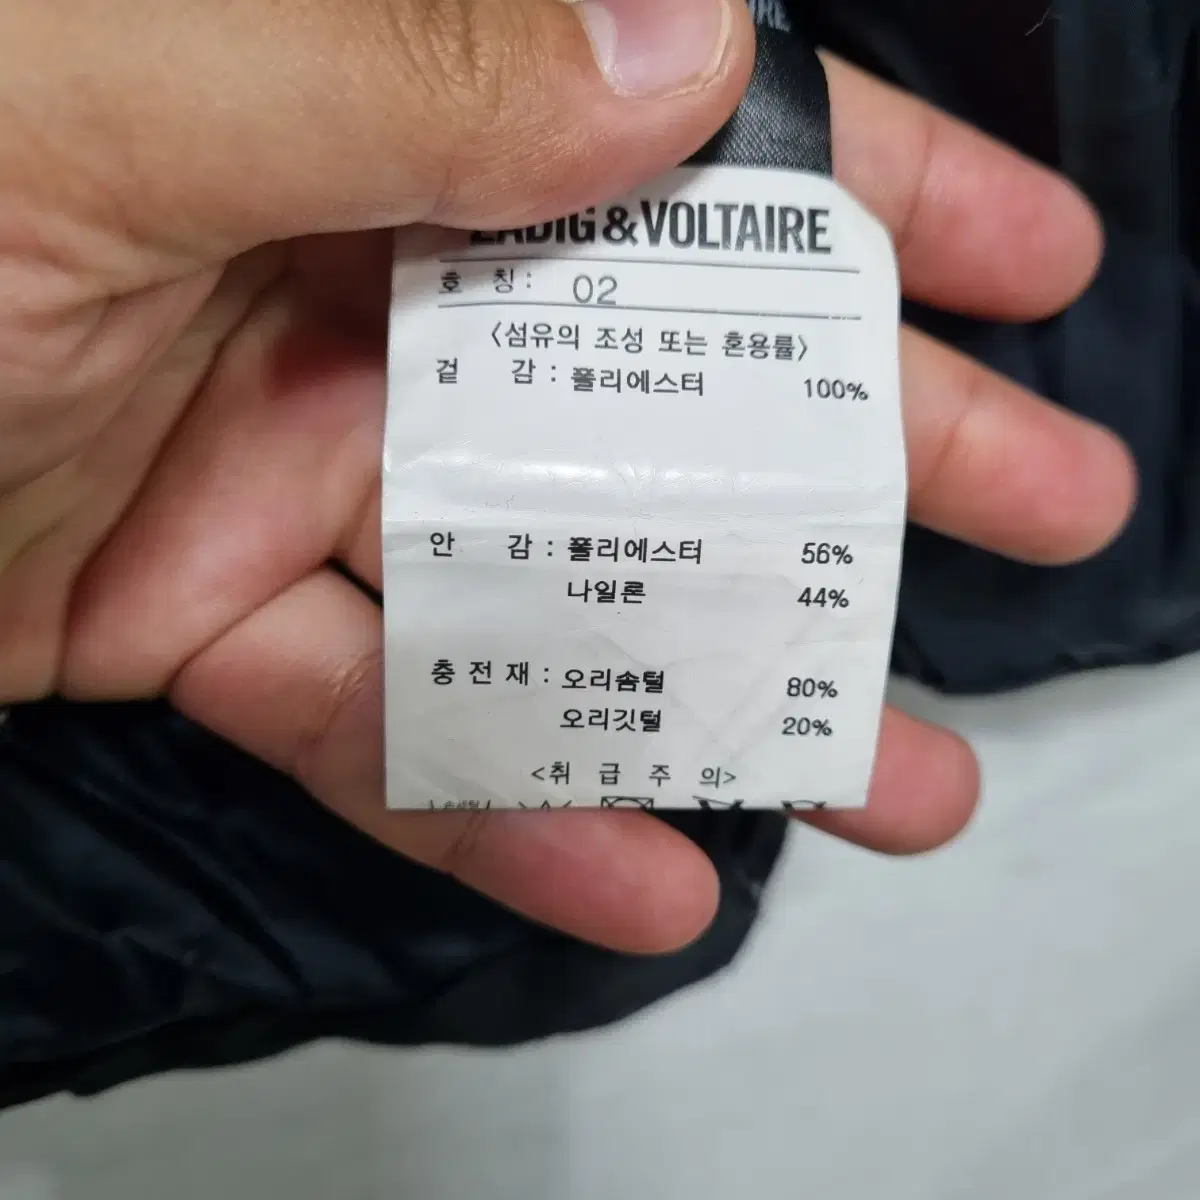 ZADIG&VOLTAIRE
호 칭: 02
<섬유의 조성 또는 혼용률>
겉 감: 폴리에스터 100%
안 감: 폴리에스터 56%
나일론 44%
충전재: 오리솜털 80%
오리깃털 20%
<취 급 주 의>